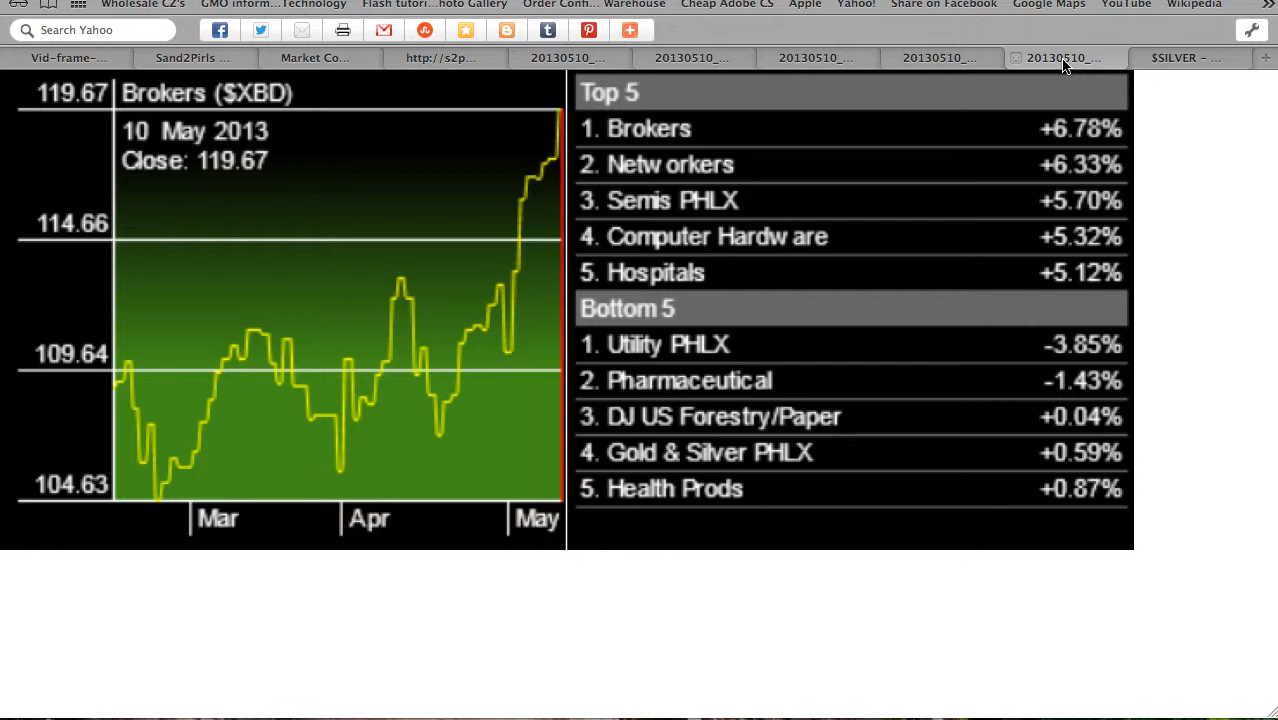 Wholesale CZ's GMO inform...Technology Flash tutori...hoto Gallery Order Confi... Warehouse Cheap Adobe CS Apple Yahoo! Share on Facebook Google Maps YouTube Wikipedia
Search Yahoo
Vid-frame-... Sand2Pirls ... Market Co... http://s2p... 20130510_... 20130510_... 20130510_... 20130510_... 20130510_... $SILVER - ...
119.67
Brokers ($XBD)
10 May 2013
Close: 119.67
114.66
109.64
104.63
Mar Apr May
Top 5
1. Brokers +6.78%
2. Netw orkers +6.33%
3. Semis PHLX +5.70%
4. Computer Hardw are +5.32%
5. Hospitals +5.12%
Bottom 5
1. Utility PHLX -3.85%
2. Pharmaceutical -1.43%
3. DJ US Forestry/Paper +0.04%
4. Gold & Silver PHLX +0.59%
5. Health Prods +0.87%